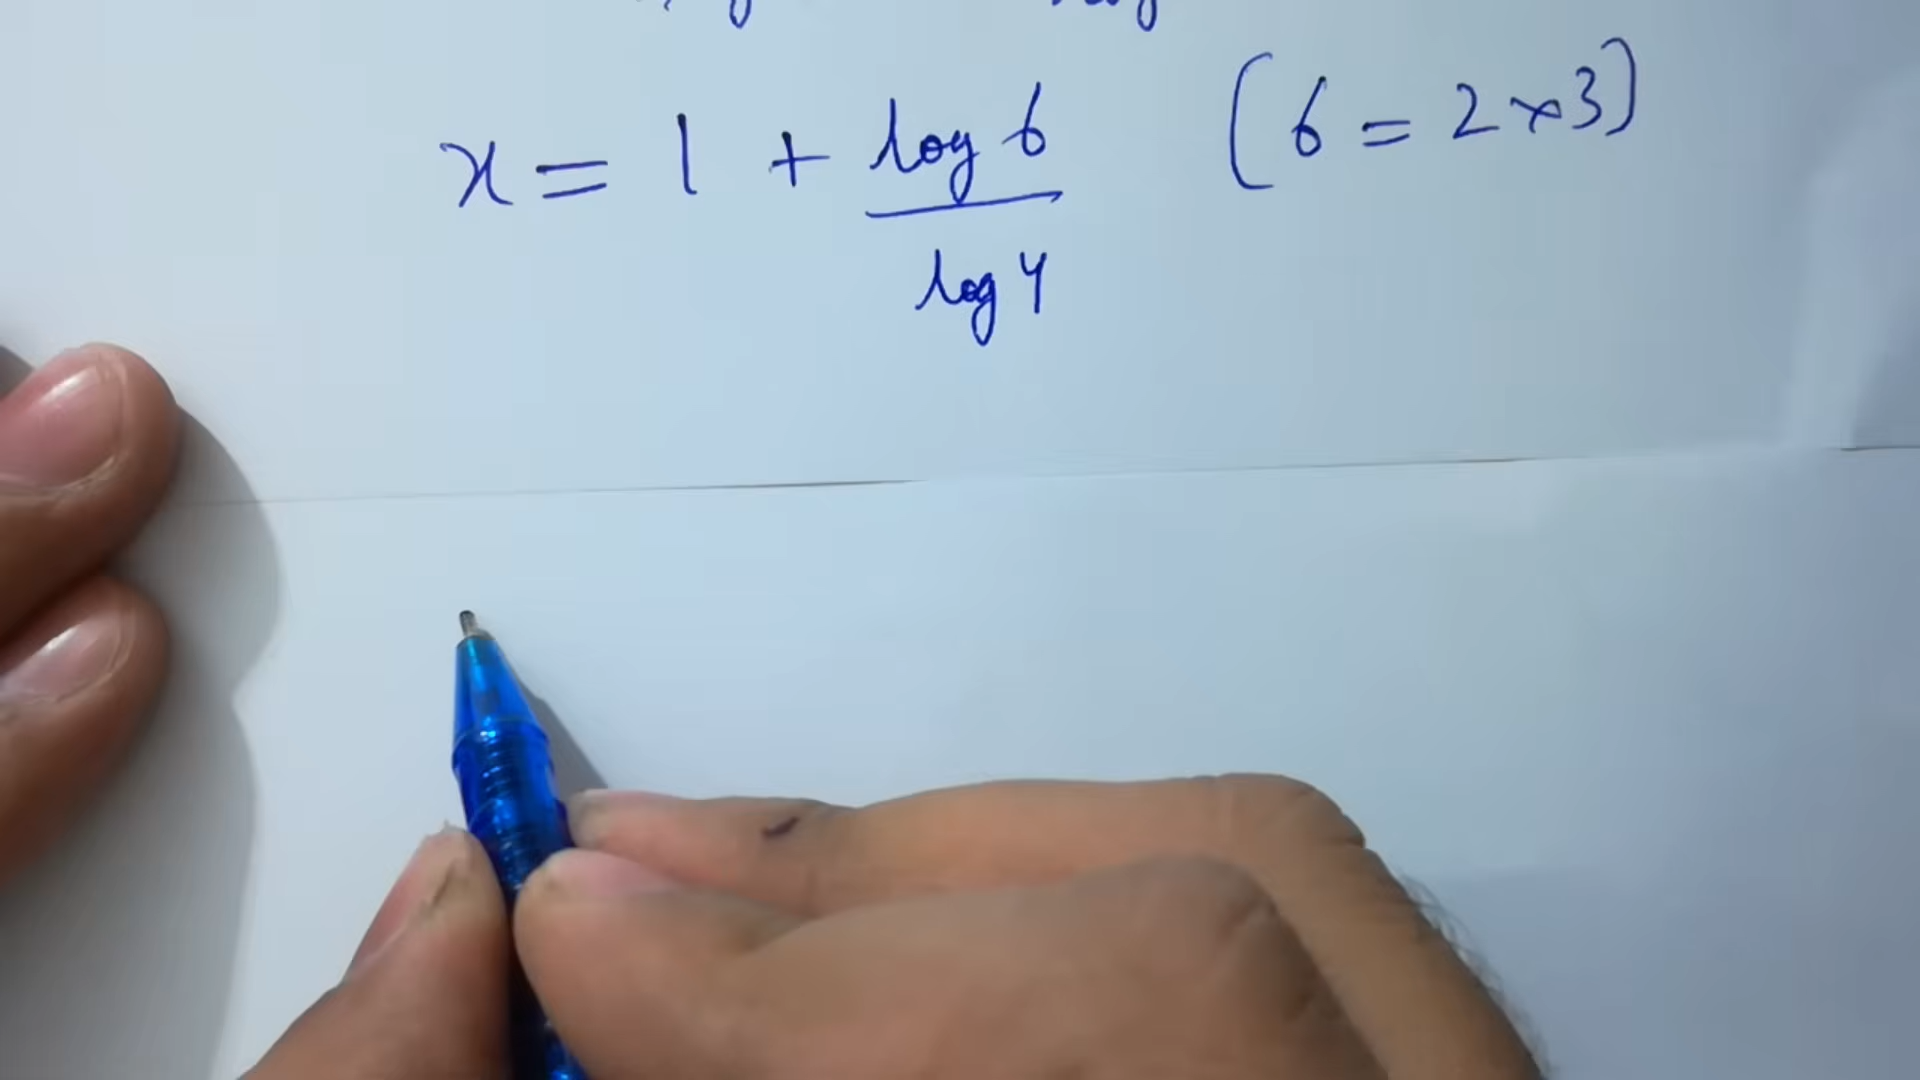 x = 1 + log 6 / log 4 (6 = 2 × 3)